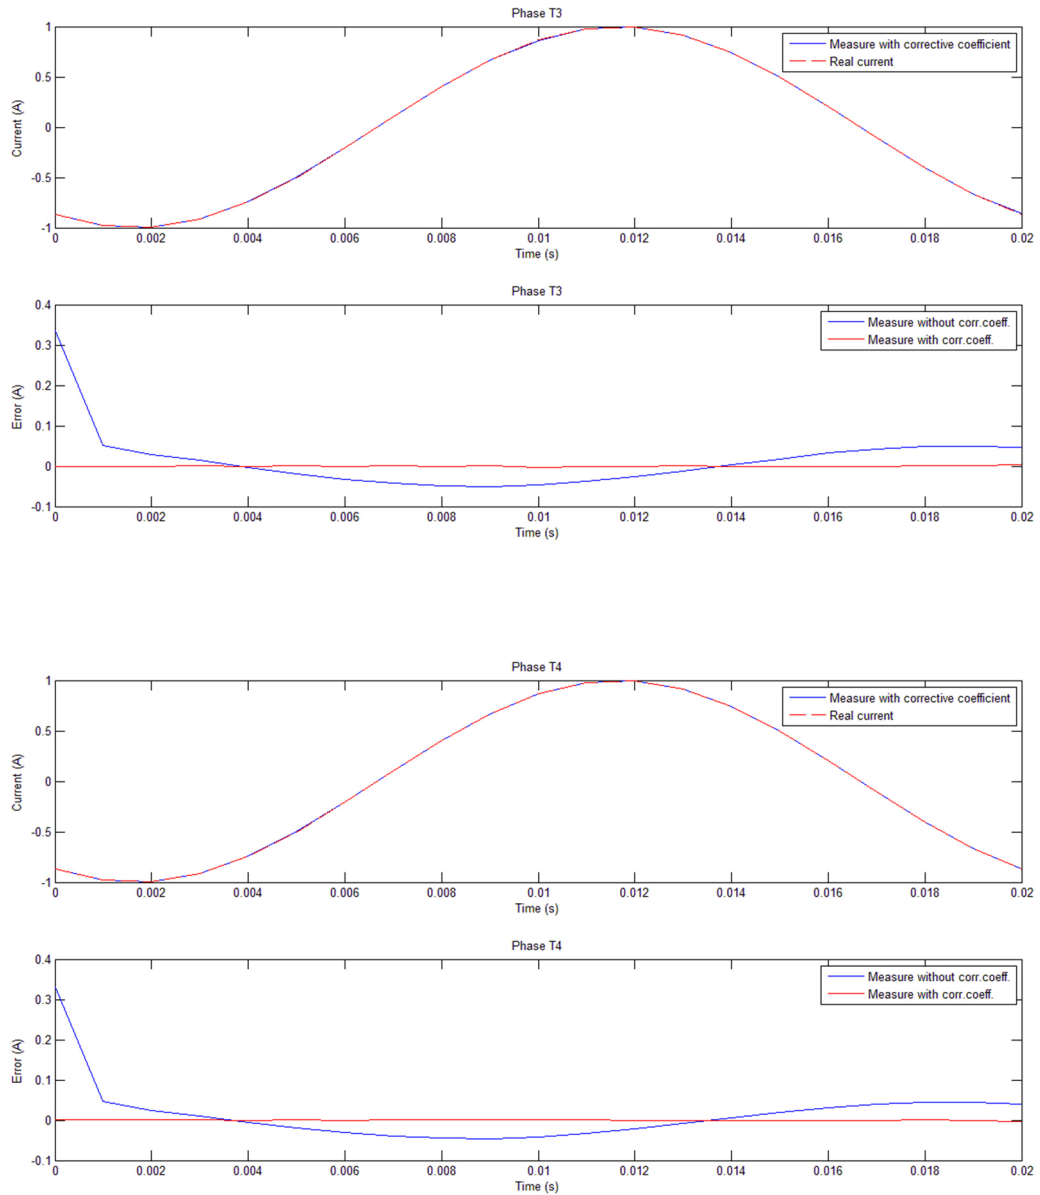 Phase T3
1
0.5
0
-0.5
-1
Current (A)
Measure with corrective coefficient
Real current
0 0.002 0.004 0.006 0.008 0.01 0.012 0.014 0.016 0.018 0.02
Time (s)
Phase T3
0.4
0.3
0.2
0.1
0
-0.1
Error (A)
Measure without corr.coeff.
Measure with corr.coeff.
0 0.002 0.004 0.006 0.008 0.01 0.012 0.014 0.016 0.018 0.02
Time (s)
Phase T4
1
0.5
0
-0.5
-1
Current (A)
Measure with corrective coefficient
Real current
0 0.002 0.004 0.006 0.008 0.01 0.012 0.014 0.016 0.018 0.02
Time (s)
Phase T4
0.4
0.3
0.2
0.1
0
-0.1
Error (A)
Measure without corr.coeff.
Measure with corr.coeff.
0 0.002 0.004 0.006 0.008 0.01 0.012 0.014 0.016 0.018 0.02
Time (s)